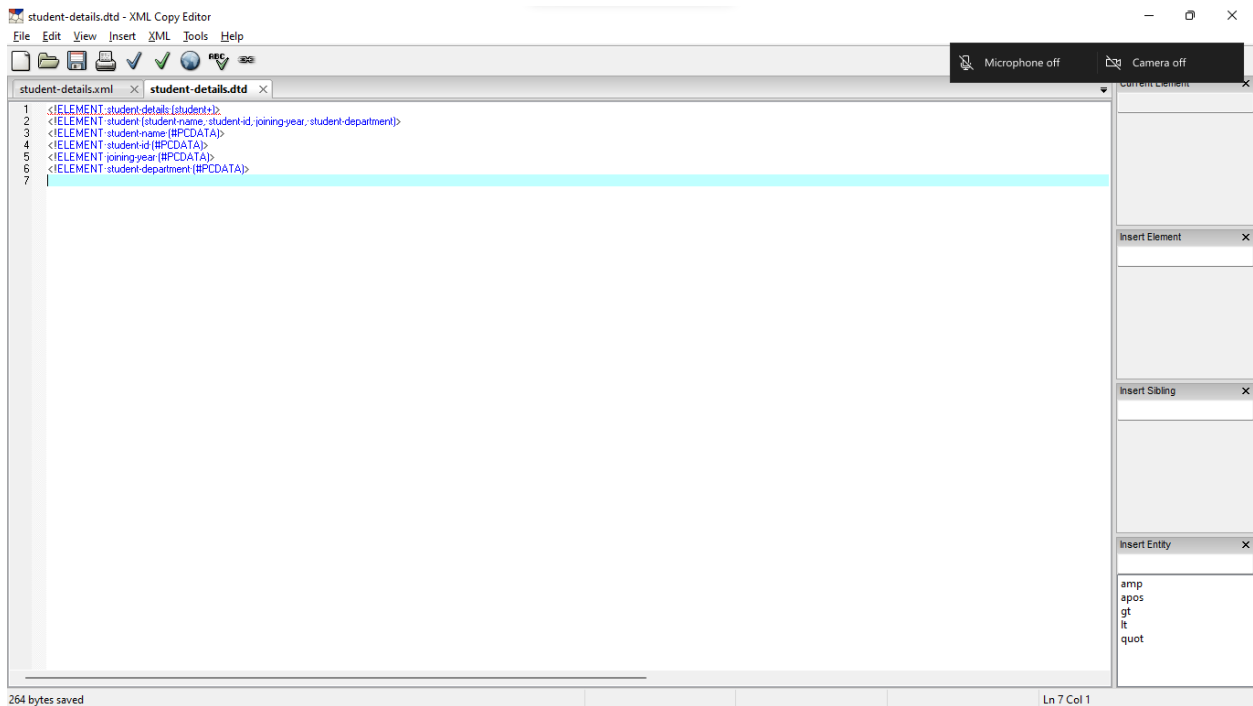 student-details.dtd - XML Copy Editor
File Edit View Insert XML Tools Help
ABC
Microphone off
Camera off
student-details.xml
student-details.dtd
Current Element
1 <!ELEMENT student-details (student+)>
2 <!ELEMENT student (student-name, student-id, joining-year, student-department)>
3 <!ELEMENT student-name (#PCDATA)>
4 <!ELEMENT student-id (#PCDATA)>
5 <!ELEMENT joining-year (#PCDATA)>
6 <!ELEMENT student-department (#PCDATA)>
7
Insert Element
Insert Sibling
Insert Entity
amp
apos
gt
lt
quot
264 bytes saved
Ln 7 Col 1